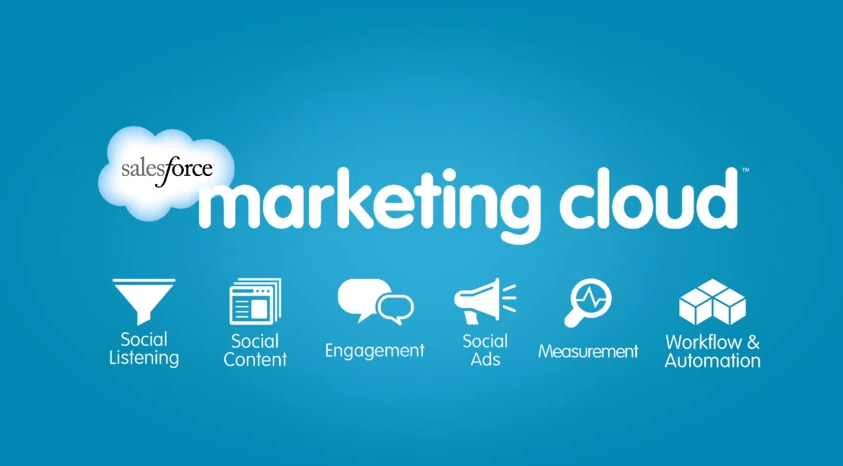 salesforce
marketing cloud™
Social
Listening
Social
Content
Engagement
Social
Ads
Measurement
Workflow &
Automation